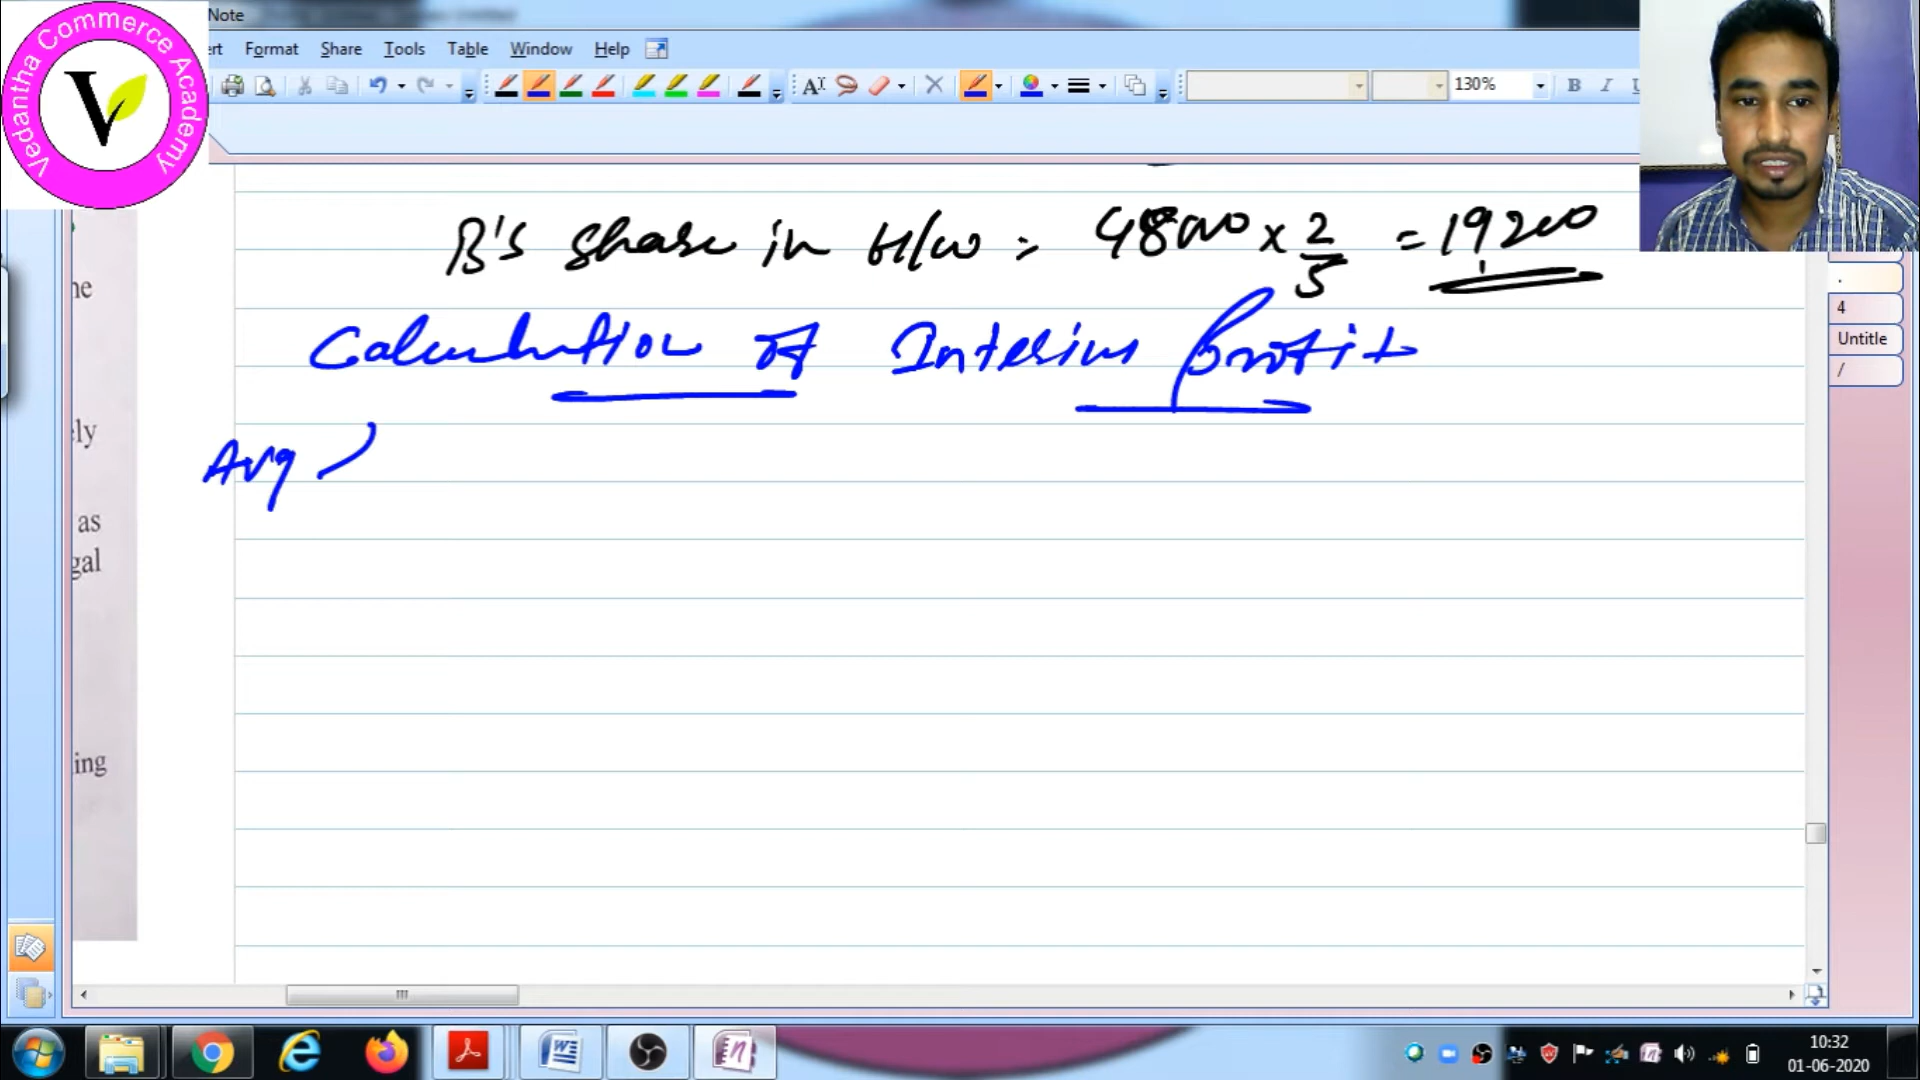 Vedantha Commerce Academy
V
Note
rt Format Share Tools Table Window Help
130% B I U
B's share in G/W = 48000 x 2/5 = 19200
Calculation of Interim Profit
Avg
he
ly
as
gal
ing
.
4
Untitle
/
10:32
01-06-2020